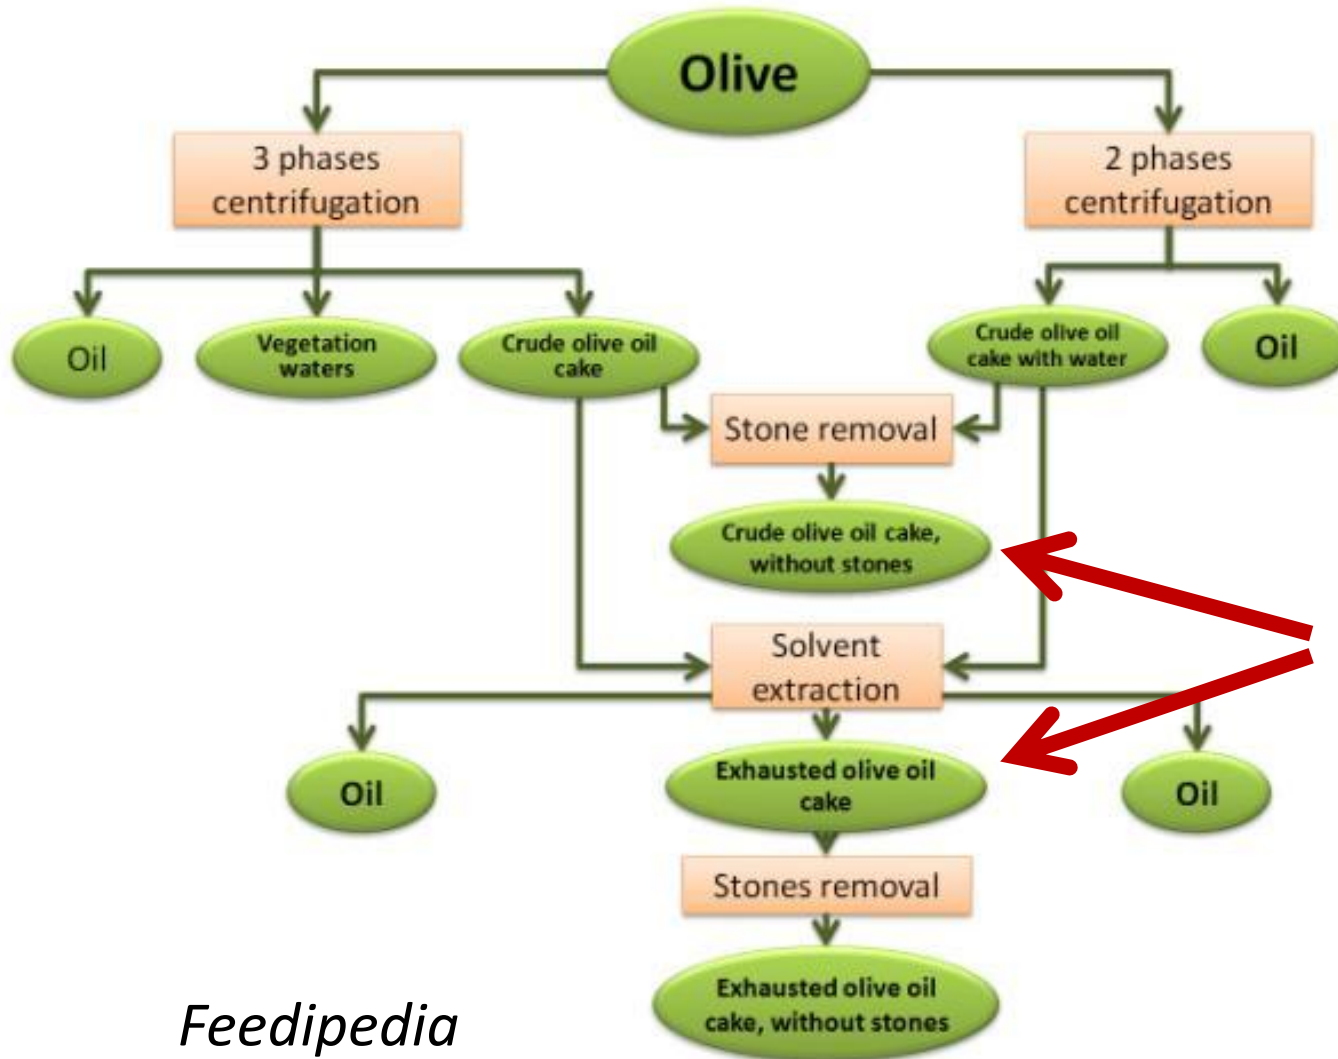 Olive
3 phases
centrifugation
2 phases
centrifugation
Oil
Vegetation
waters
Crude olive oil
cake
Crude olive oil
cake with water
Oil
Stone removal
Crude olive oil cake,
without stones
Solvent
extraction
Oil
Exhausted olive oil
cake
Oil
Stones removal
Exhausted olive oil
cake, without stones
Feedipedia